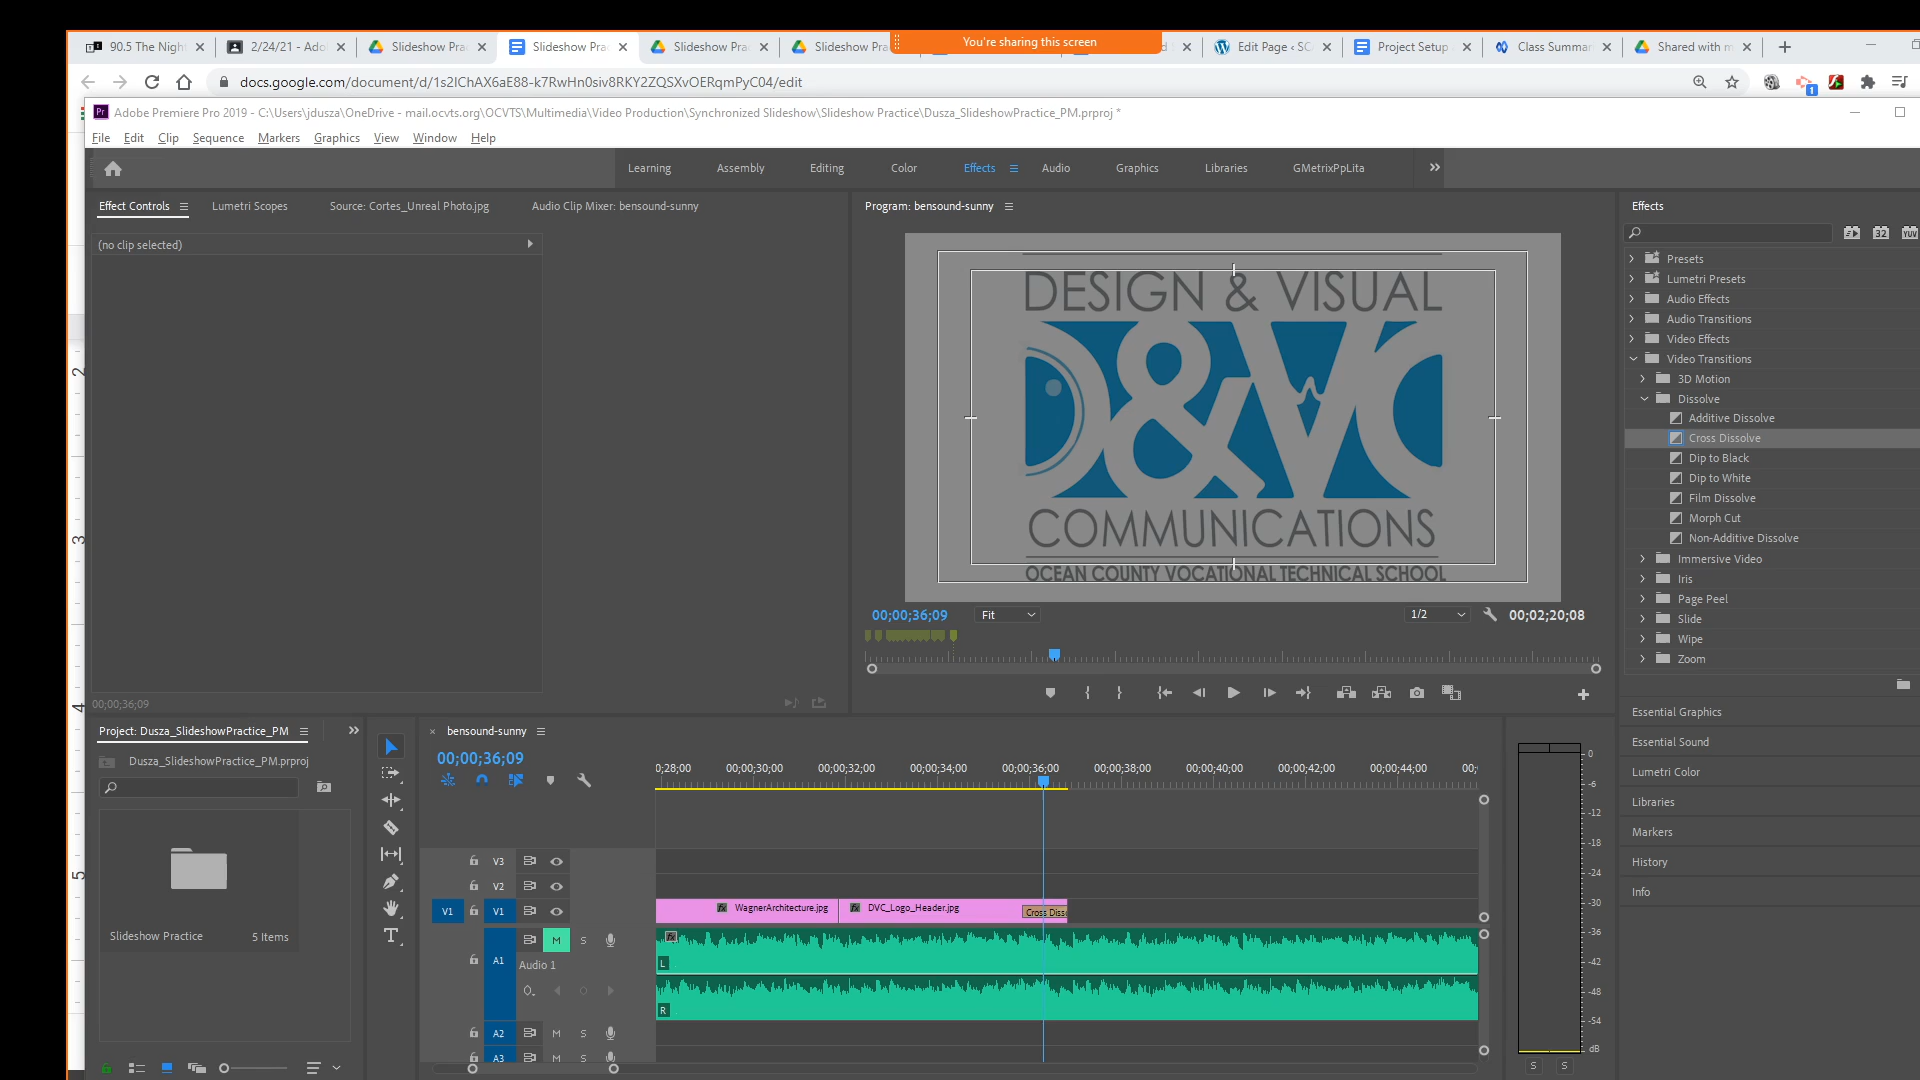 You're sharing this screen
90.5 The Nigh
2/24/21 - Ado
Slideshow Pra
Slideshow Pra
Slideshow Pra
Slideshow Pra
Edit Page ‹ SC
Project Setup
Class Summar
Shared with m
docs.google.com/document/d/1s2IChAX6aE88-k7RwHn0siv8RKY2ZQSXvOERqmPyC04/edit
1
Pr Adobe Premiere Pro 2019 - C:\Users\jdusza\OneDrive - mail.ocvts.org\OCVTS\Multimedia\Video Production\Synchronized Slideshow\Slideshow Practice\Dusza_SlideshowPractice_PM.prproj *
File Edit Clip Sequence Markers Graphics View Window Help
Learning Assembly Editing Color Effects Audio Graphics Libraries GMetrixPpLita
Effect Controls Lumetri Scopes Source: Cortes_Unreal Photo.jpg Audio Clip Mixer: bensound-sunny
(no clip selected)
00;00;36;09
2
3
4
5
Program: bensound-sunny
DESIGN & VISUAL
D&VC
COMMUNICATIONS
OCEAN COUNTY VOCATIONAL TECHNICAL SCHOOL
00;00;36;09 Fit 1/2 00;02;20;08
Effects
32 YUV
Presets
Lumetri Presets
Audio Effects
Audio Transitions
Video Effects
Video Transitions
3D Motion
Dissolve
Additive Dissolve
Cross Dissolve
Dip to Black
Dip to White
Film Dissolve
Morph Cut
Non-Additive Dissolve
Immersive Video
Iris
Page Peel
Slide
Wipe
Zoom
Essential Graphics
Essential Sound
Lumetri Color
Libraries
Markers
History
Info
Project: Dusza_SlideshowPractice_PM
Dusza_SlideshowPractice_PM.prproj
Slideshow Practice 5 Items
bensound-sunny
00;00;36;09
0;28;00 00;00;30;00 00;00;32;00 00;00;34;00 00;00;36;00 00;00;38;00 00;00;40;00 00;00;42;00 00;00;44;00 00;
V3
V2
V1 V1 fx WagnerArchitecture.jpg fx DVC_Logo_Header.jpg Cross Diss
A1 M S
Audio 1
L
R
A2 M S
A3 M S
0
-6
-12
-18
-24
-30
-36
-42
-48
-54
dB
S S